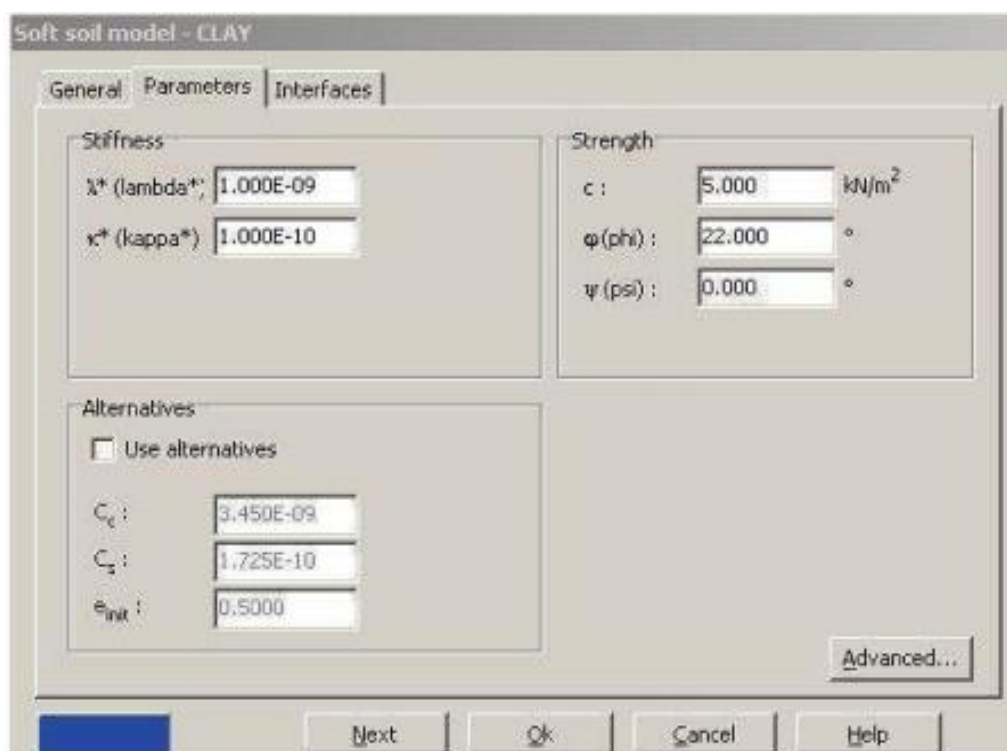 Soft soil model - CLAY
General Parameters Interfaces
Stiffness
λ* (lambda*) 1.000E-09
κ* (kappa*) 1.000E-10
Strength
c : 5.000 kN/m²
φ (phi) : 22.000 °
ψ (psi) : 0.000 °
Alternatives
Use alternatives
Cc : 3.450E-09
Cs : 1.725E-10
einit : 0.5000
Advanced...
Next Ok Cancel Help